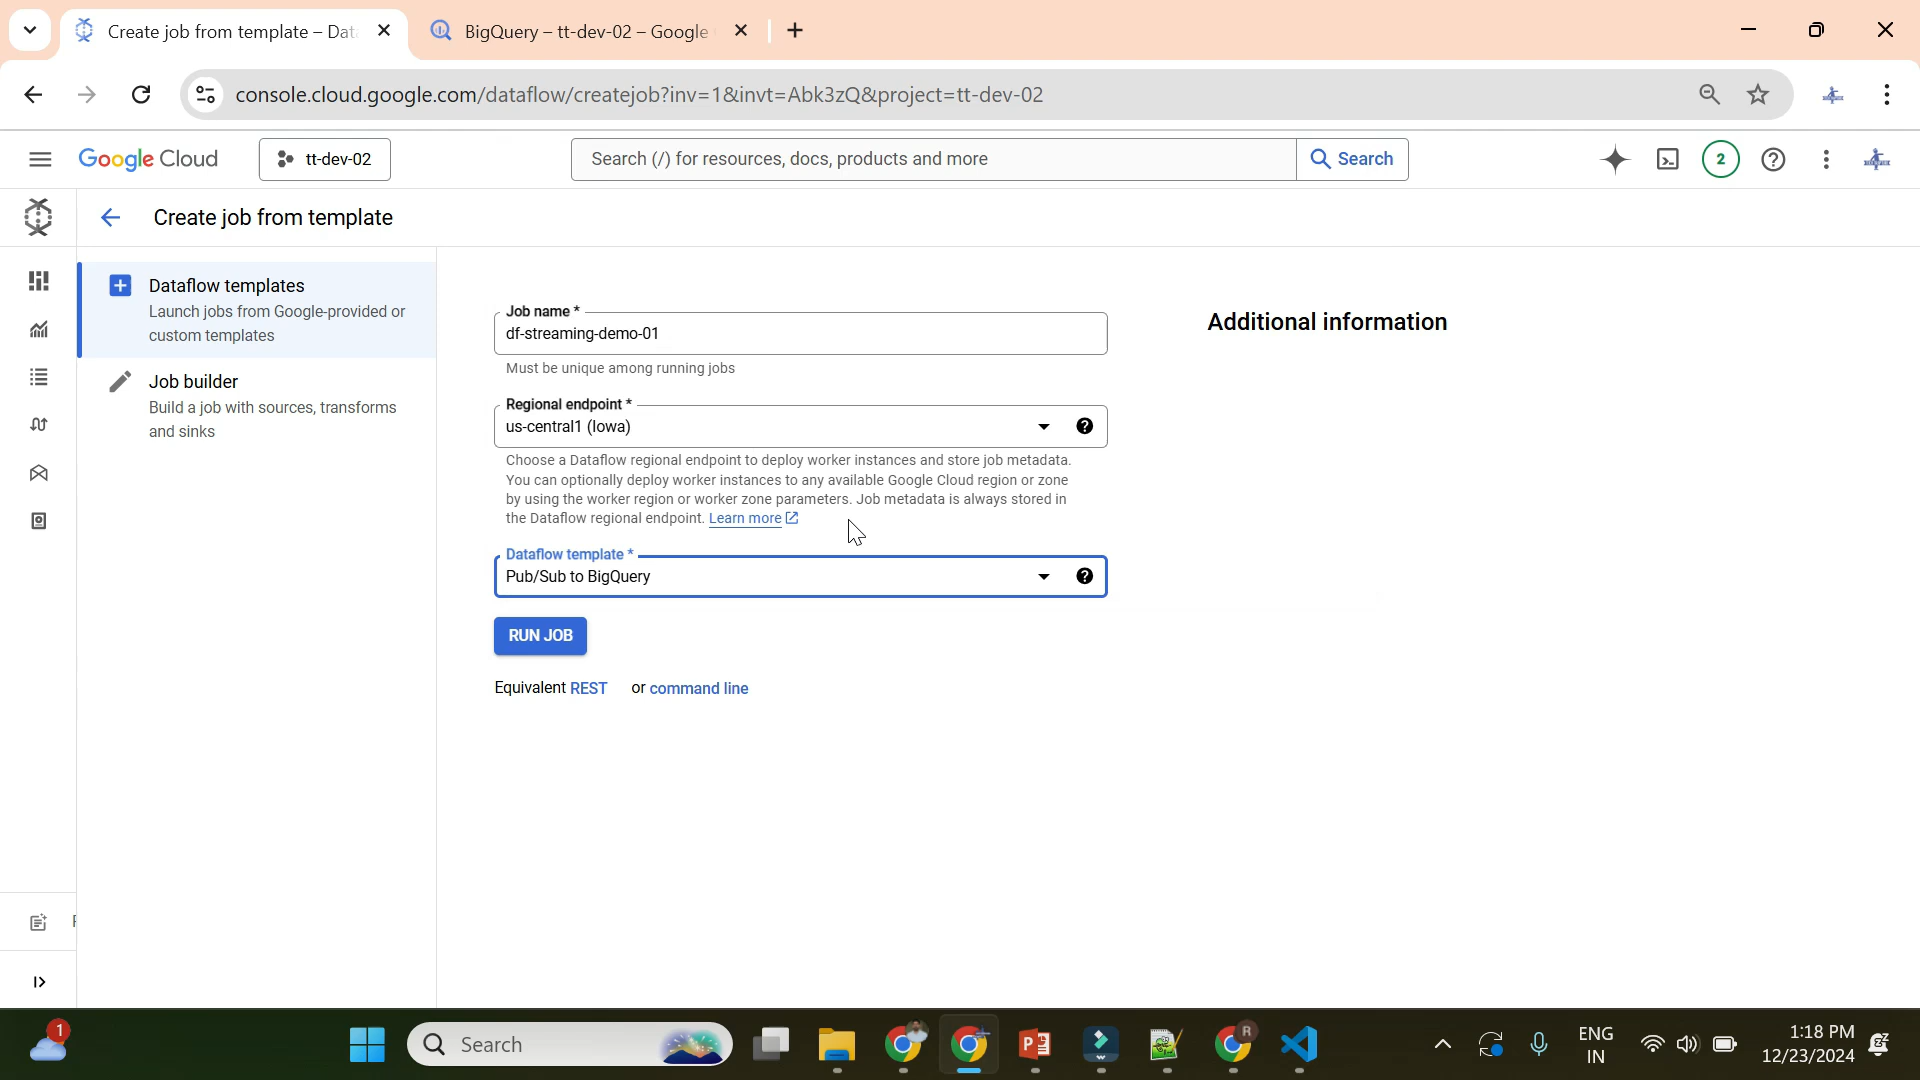 Create job from template – Dat
BigQuery – tt-dev-02 – Google
console.cloud.google.com/dataflow/createjob?inv=1&invt=Abk3zQ&project=tt-dev-02
Google Cloud
tt-dev-02
Search (/) for resources, docs, products and more
Search
2
Create job from template
Dataflow templates
Launch jobs from Google-provided or
custom templates
Job builder
Build a job with sources, transforms
and sinks
Job name *
df-streaming-demo-01
Must be unique among running jobs
Regional endpoint *
us-central1 (Iowa)
Choose a Dataflow regional endpoint to deploy worker instances and store job metadata.
You can optionally deploy worker instances to any available Google Cloud region or zone
by using the worker region or worker zone parameters. Job metadata is always stored in
the Dataflow regional endpoint. Learn more
Dataflow template *
Pub/Sub to BigQuery
RUN JOB
Equivalent REST or command line
Additional information
1
Search
R
ENG
IN
1:18 PM
12/23/2024